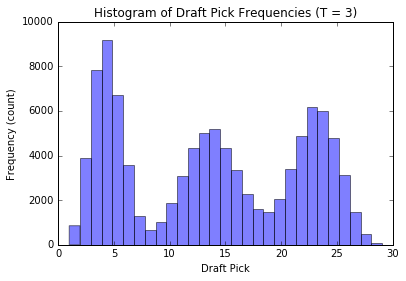 Histogram of Draft Pick Frequencies (T = 3)
10000
8000
6000
4000
2000
0
Frequency (count)
0 5 10 15 20 25 30
Draft Pick